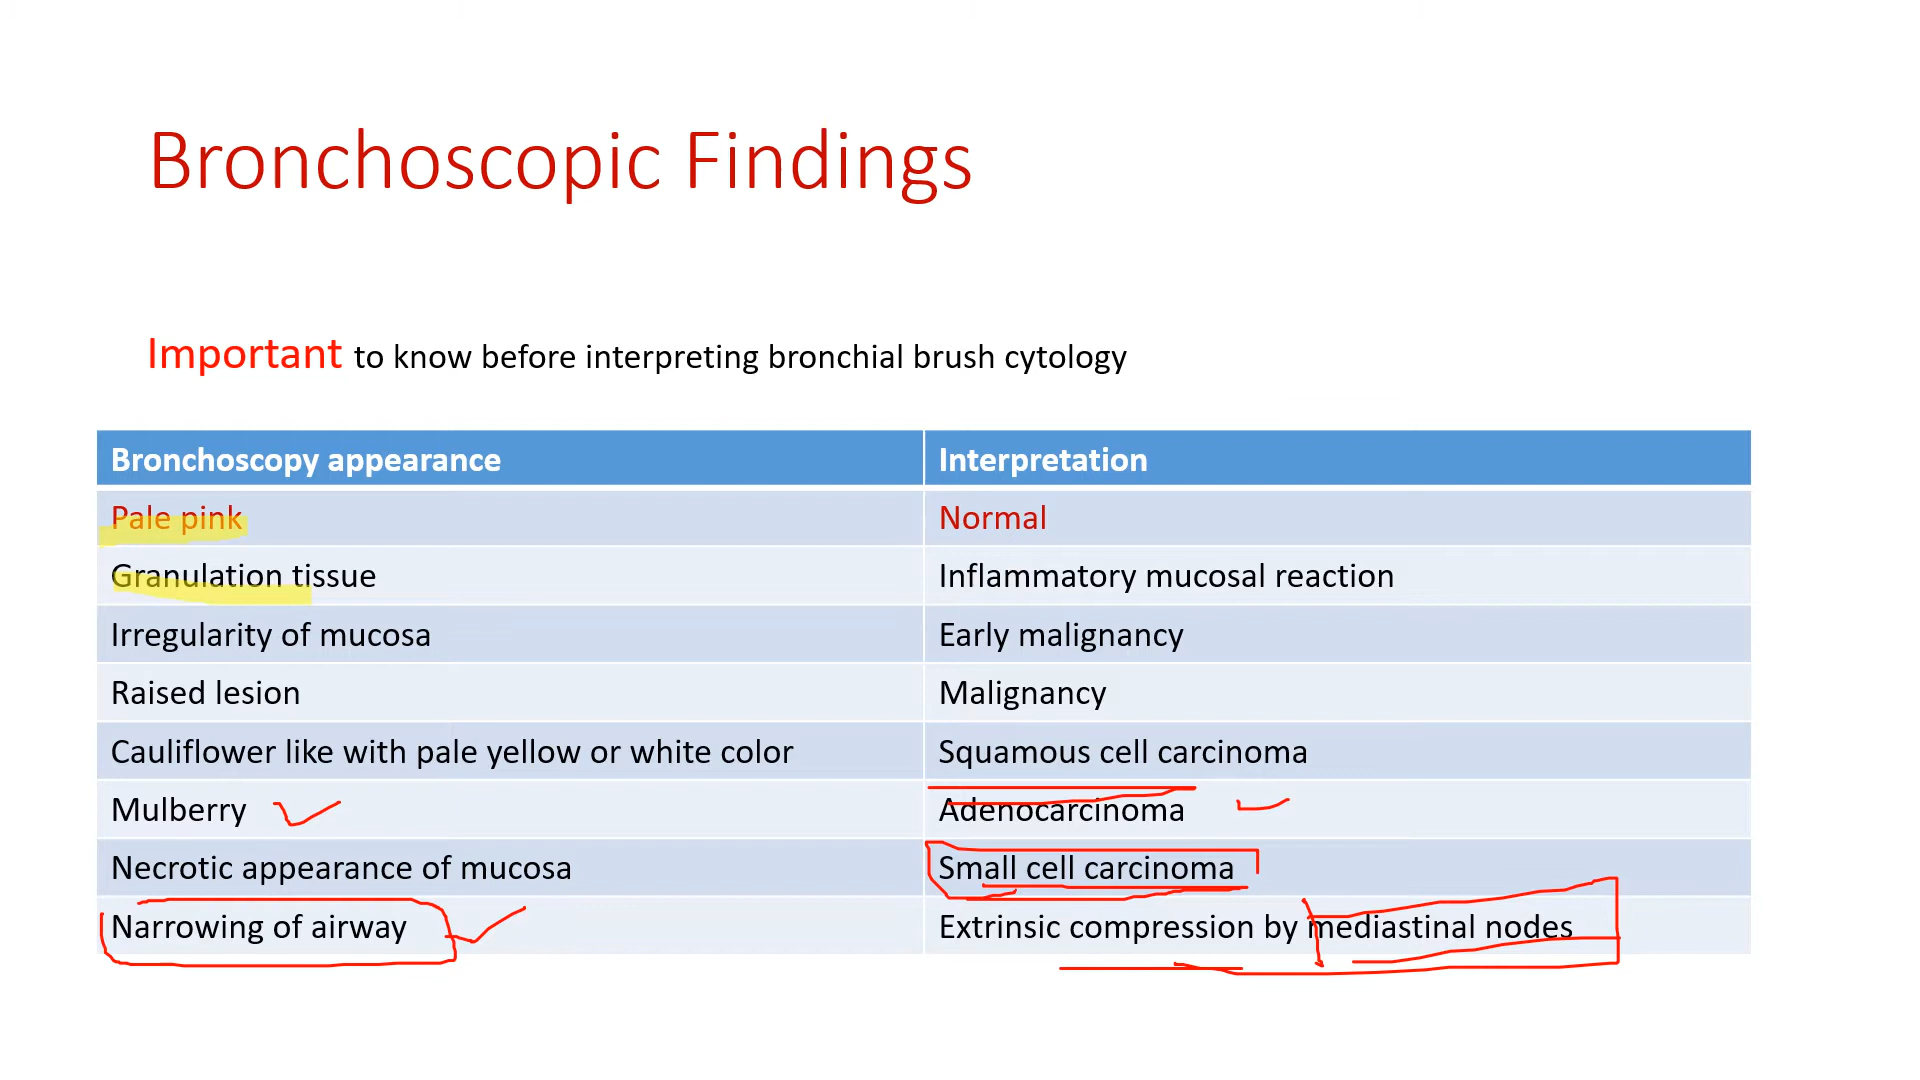 Bronchoscopic Findings
Important to know before interpreting bronchial brush cytology
Bronchoscopy appearance Interpretation
Pale pink Normal
Granulation tissue Inflammatory mucosal reaction
Irregularity of mucosa Early malignancy
Raised lesion Malignancy
Cauliflower like with pale yellow or white color Squamous cell carcinoma
Mulberry Adenocarcinoma
Necrotic appearance of mucosa Small cell carcinoma
Narrowing of airway Extrinsic compression by mediastinal nodes